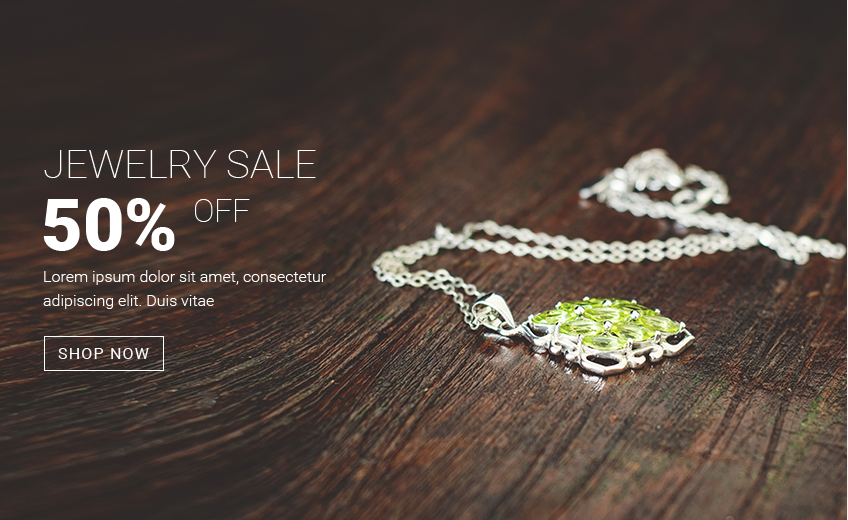 JEWELRY SALE
50% OFF
Lorem ipsum dolor sit amet, consectetur
adipiscing elit. Duis vitae
SHOP NOW